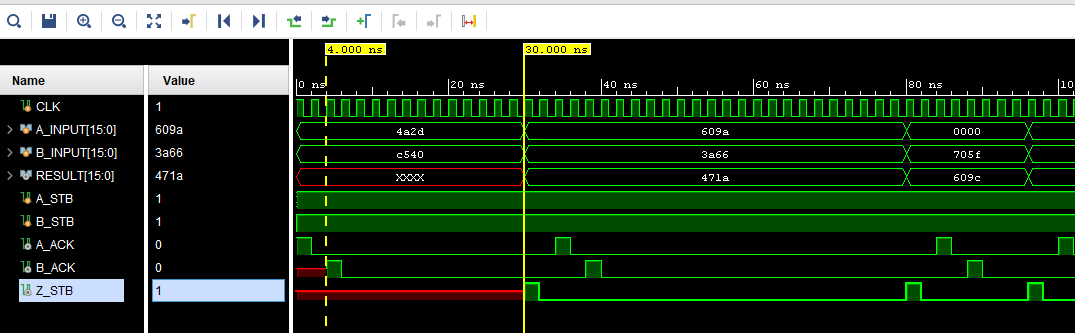 4.000 ns 30.000 ns
Name Value
0 ns 20 ns 40 ns 60 ns 80 ns 10
CLK 1
A_INPUT[15:0] 609a 4a2d 609a 0000
B_INPUT[15:0] 3a66 c540 3a66 705f
RESULT[15:0] 471a XXXX 471a 609c
A_STB 1
B_STB 1
A_ACK 0
B_ACK 0
Z_STB 1